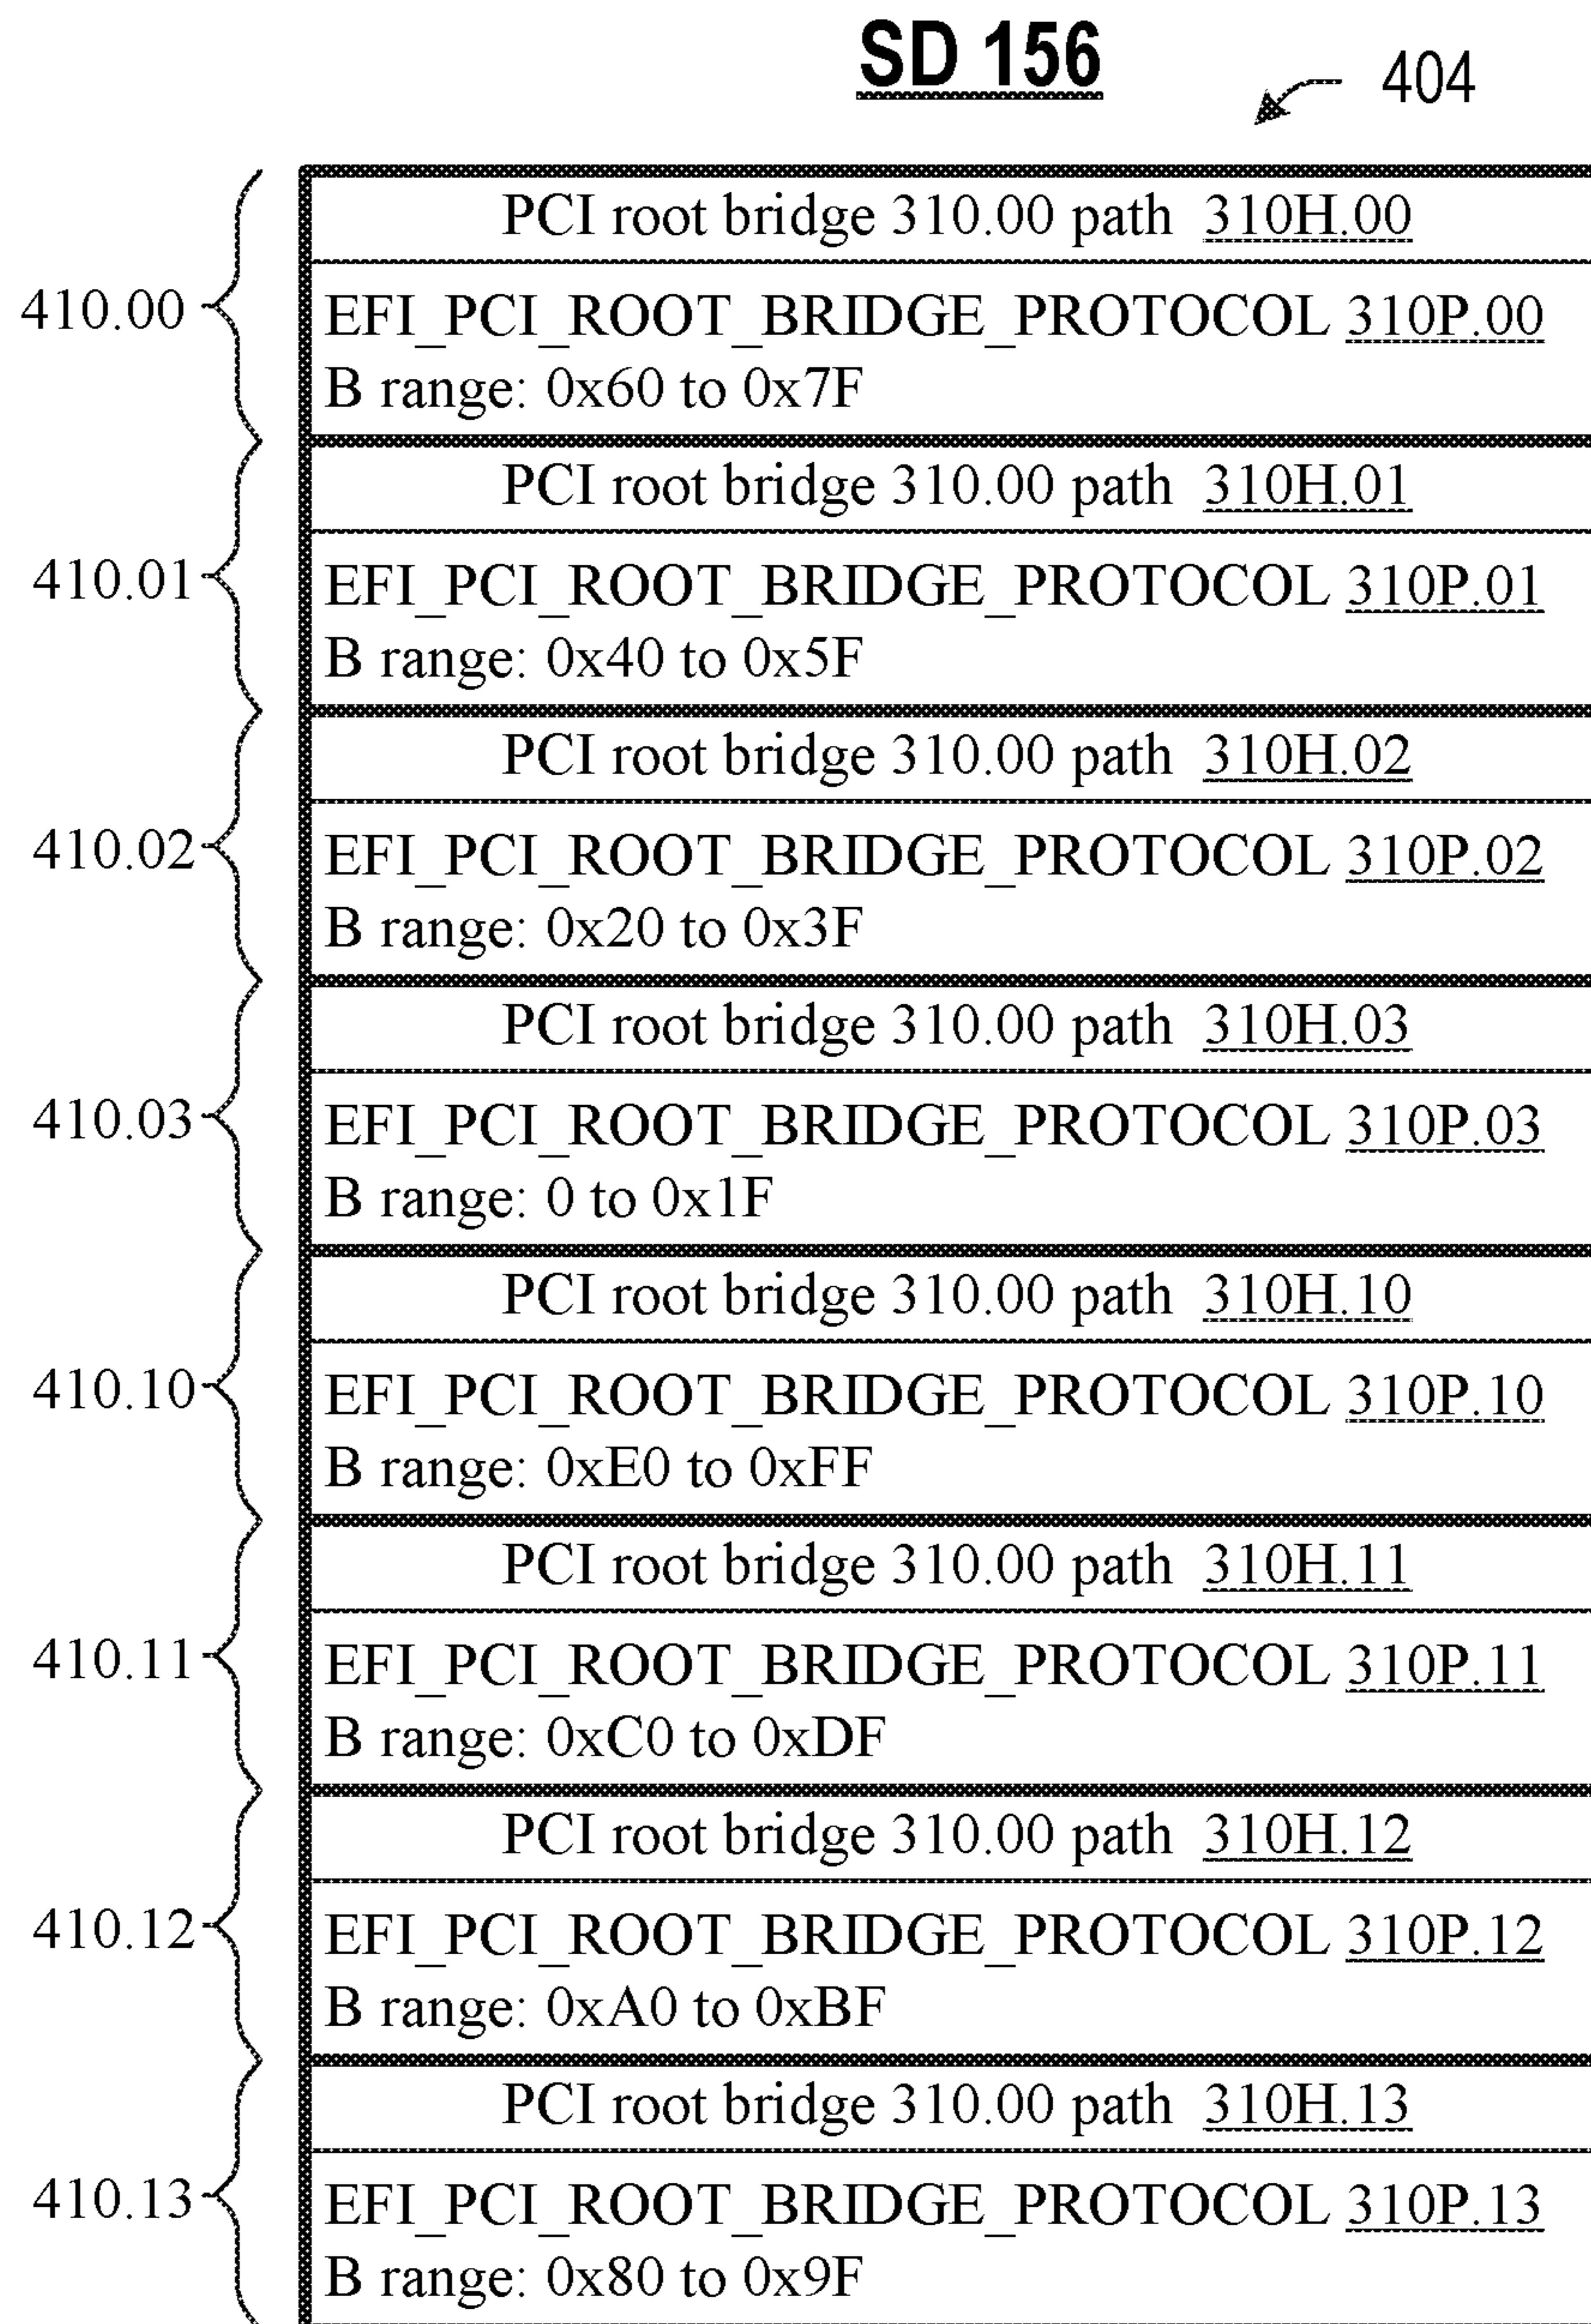 SD 156
404
PCI root bridge 310.00 path 310H.00
410.00
EFI_PCI_ROOT_BRIDGE_PROTOCOL 310P.00
B range: 0x60 to 0x7F
PCI root bridge 310.00 path 310H.01
410.01
EFI_PCI_ROOT_BRIDGE_PROTOCOL 310P.01
B range: 0x40 to 0x5F
PCI root bridge 310.00 path 310H.02
410.02
EFI_PCI_ROOT_BRIDGE_PROTOCOL 310P.02
B range: 0x20 to 0x3F
PCI root bridge 310.00 path 310H.03
410.03
EFI_PCI_ROOT_BRIDGE_PROTOCOL 310P.03
B range: 0 to 0x1F
PCI root bridge 310.00 path 310H.10
410.10
EFI_PCI_ROOT_BRIDGE_PROTOCOL 310P.10
B range: 0xE0 to 0xFF
PCI root bridge 310.00 path 310H.11
410.11
EFI_PCI_ROOT_BRIDGE_PROTOCOL 310P.11
B range: 0xC0 to 0xDF
PCI root bridge 310.00 path 310H.12
410.12
EFI_PCI_ROOT_BRIDGE_PROTOCOL 310P.12
B range: 0xA0 to 0xBF
PCI root bridge 310.00 path 310H.13
410.13
EFI_PCI_ROOT_BRIDGE_PROTOCOL 310P.13
B range: 0x80 to 0x9F